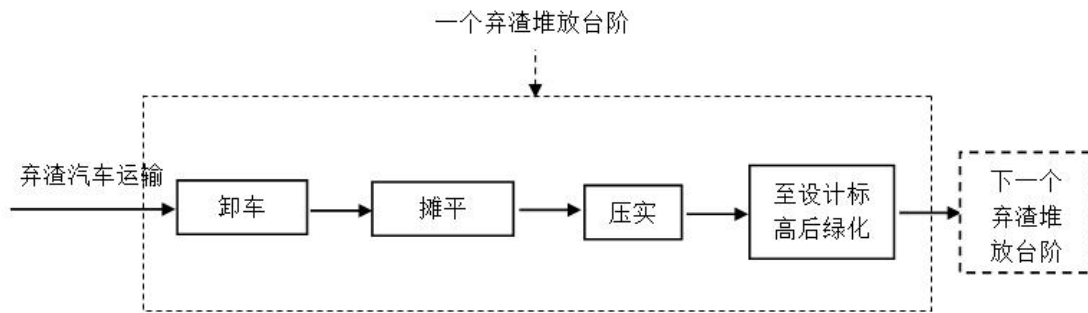 一个弃渣堆放台阶
弃渣汽车运输
卸车
摊平
压实
至设计标
高后绿化
下一个
弃渣堆
放台阶